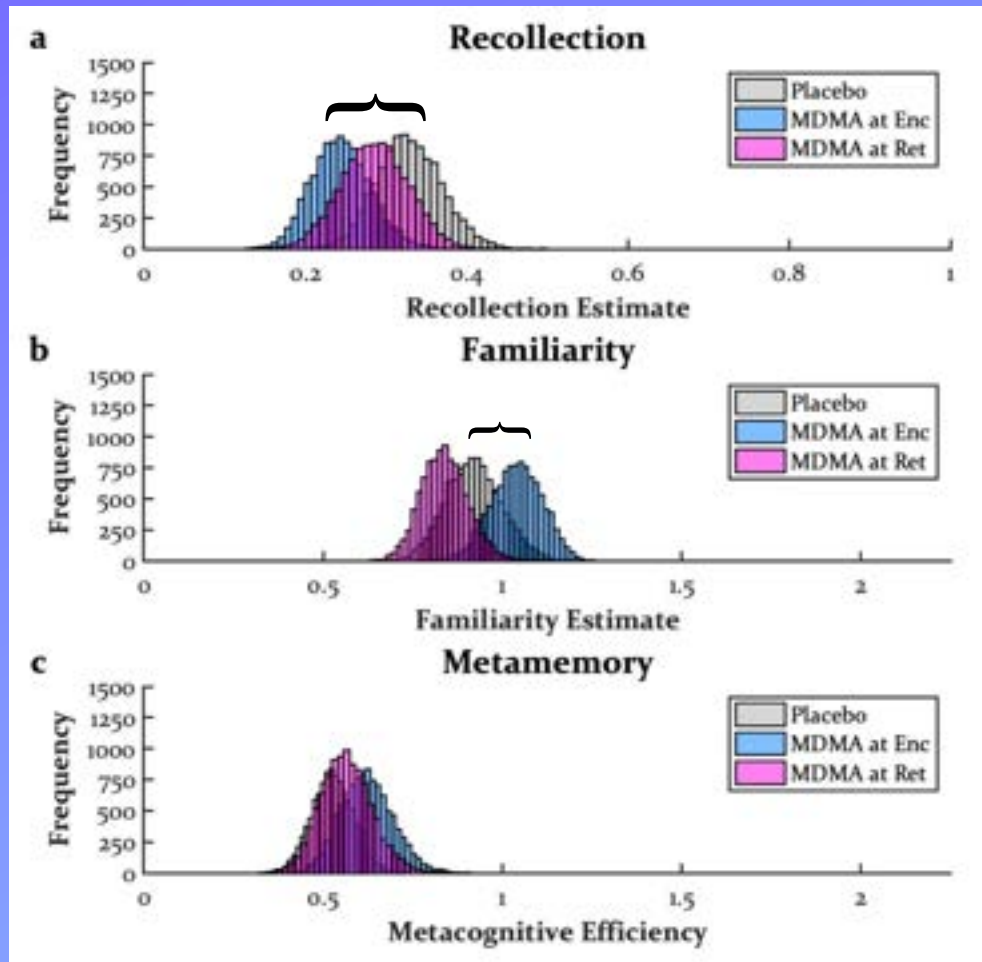 a
Recollection
1500
1250
1000
750
500
250
0
Frequency
Placebo
MDMA at Enc
MDMA at Ret
0 0.2 0.4 0.6 0.8 1
Recollection Estimate
b
Familiarity
1500
1250
1000
750
500
250
0
Frequency
Placebo
MDMA at Enc
MDMA at Ret
0 0.5 1 1.5 2
Familiarity Estimate
c
Metamemory
1500
1250
1000
750
500
250
0
Frequency
Placebo
MDMA at Enc
MDMA at Ret
0 0.5 1 1.5 2
Metacognitive Efficiency